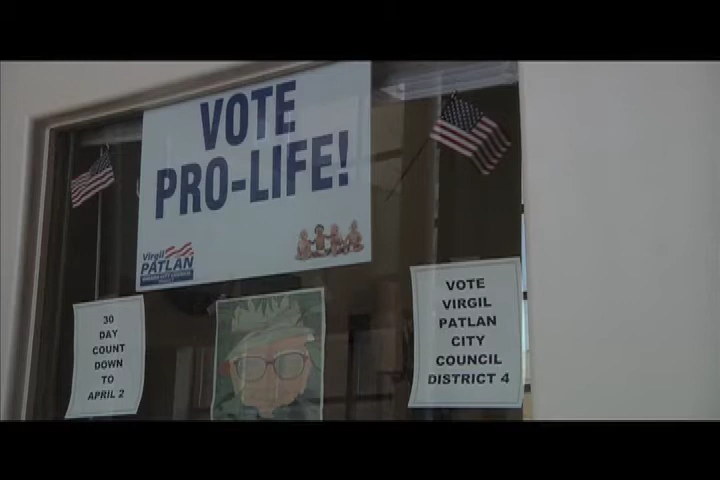 VOTE
PRO-LIFE!
Virgil
PATLAN
30
DAY
COUNT
DOWN
TO
APRIL 2
VOTE
VIRGIL
PATLAN
CITY
COUNCIL
DISTRICT 4